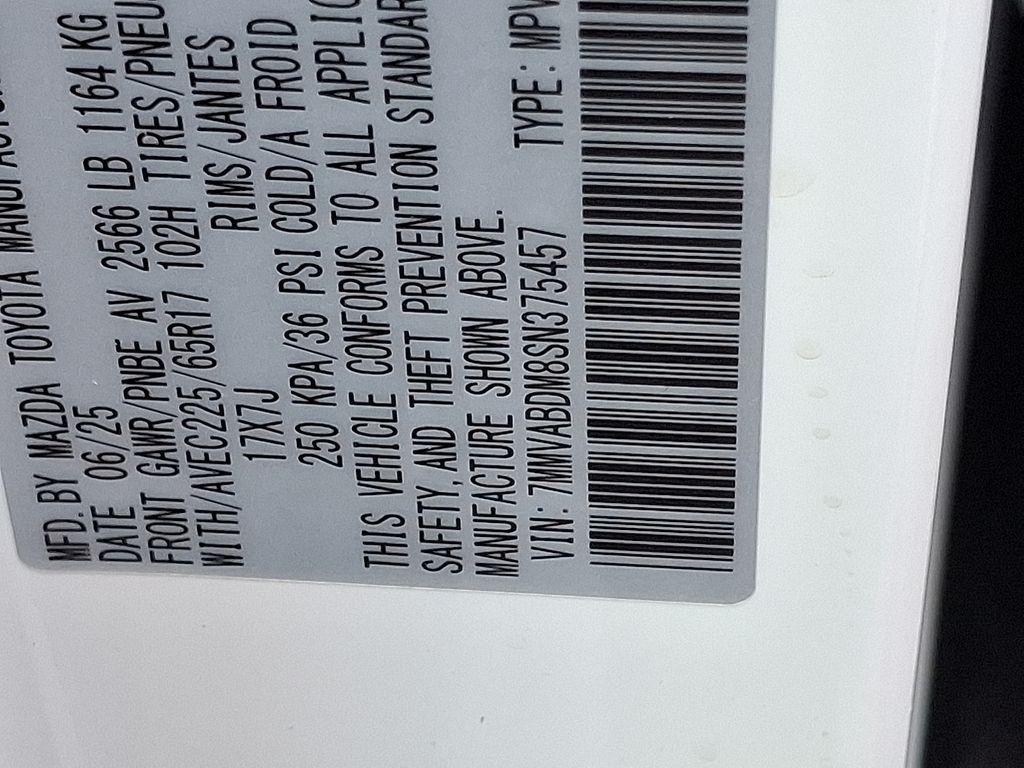 MFD. BY MAZDA TOYOTA
DATE 06/25
FRONT GAWR/PNBE AV 2566 LB 1164 KG
WITH/AVEC225/65R17 102H TIRES/PNEU
17X7J RIMS/JANTES
250 KPA/36 PSI COLD/A FROID
THIS VEHICLE CONFORMS TO ALL APPLIC
SAFETY, AND THEFT PREVENTION STANDAR
MANUFACTURE SHOWN ABOVE.
VIN: 7MMVABDM8SN375457 TYPE: MPV